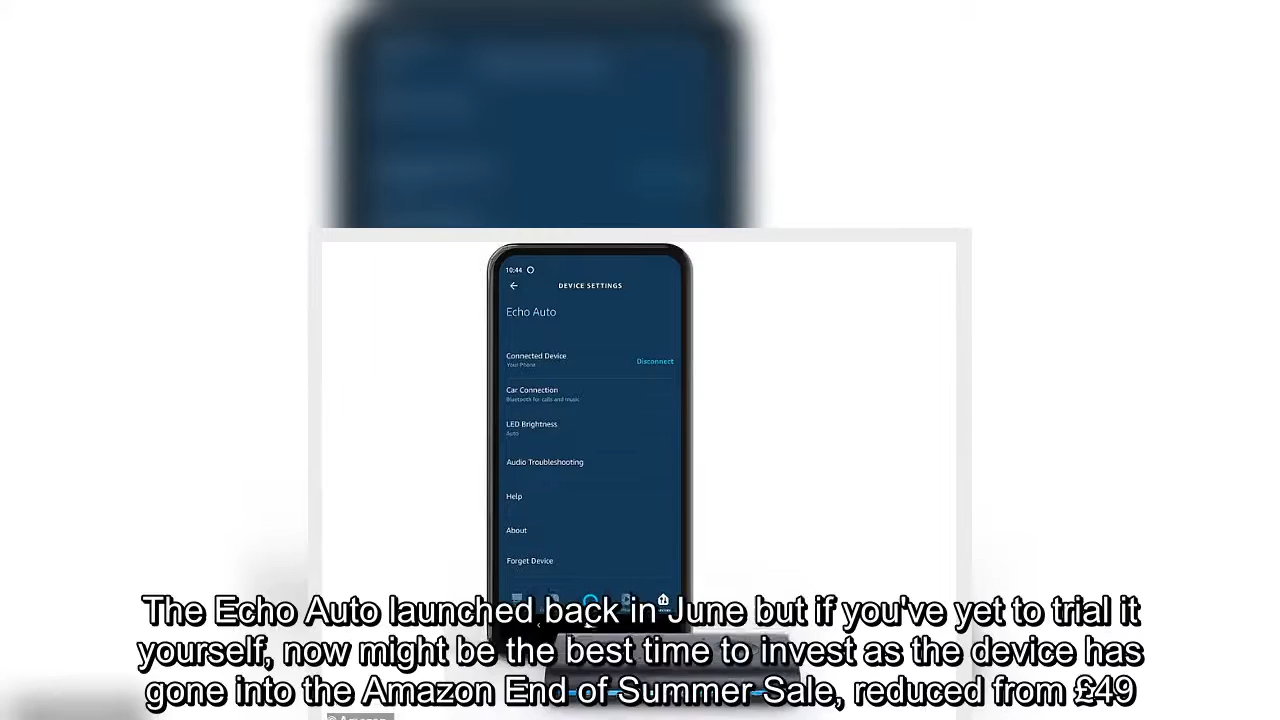 10:44
DEVICE SETTINGS
Echo Auto
Connected Device
Your Phone
Disconnect
Car Connection
Bluetooth for calls and music
LED Brightness
Auto
Audio Troubleshooting
Help
About
Forget Device
The Echo Auto launched back in June but if you've yet to trial it
yourself, now might be the best time to invest as the device has
gone into the Amazon End of Summer Sale, reduced from £49
© Amazon